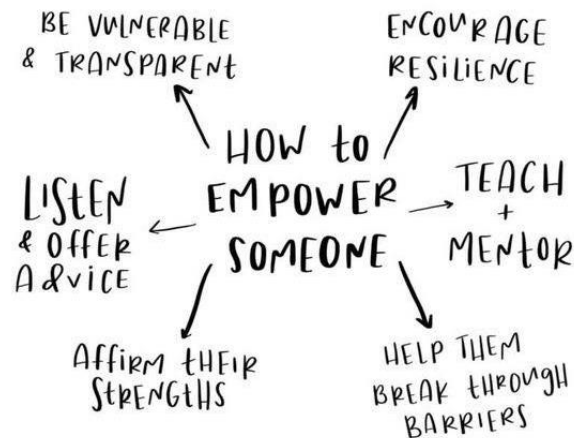 BE VULNERABLE
& TRANSPARENT
ENCOURAGE
RESILIENCE
HOW to
EMPOWER
SOMEONE
LISTEN
& OFFER
ADVICE
TEACH
+
MENTOR
AFFIRM THEIR
STRENGTHS
HELP THEM
BREAK THROUGH
BARRIERS